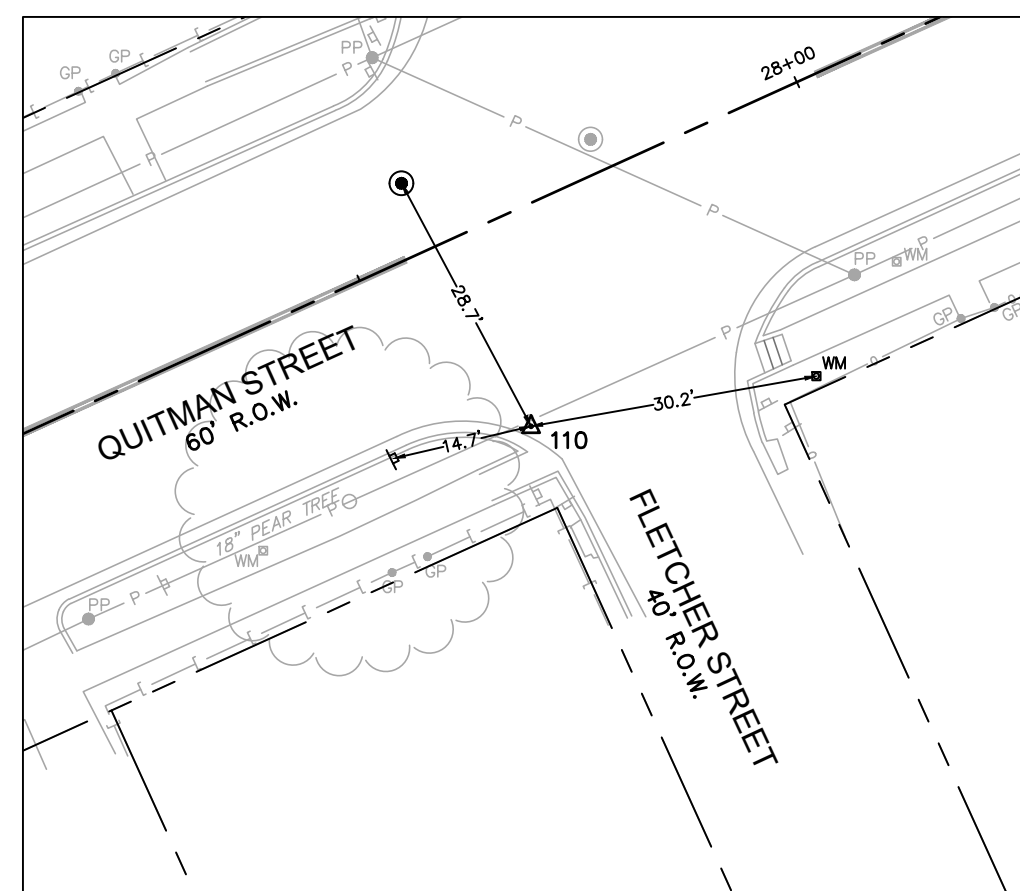 PP
GP
GP
P
28+00
P
P
P
P
PP
WM
GP
GP
P
28.7'
QUITMAN STREET
60' R.O.W.
WM
P
30.2'
14.7'
110
18" PEAR TREE
P
P
WM
GP
GP
PP
P
FLETCHER STREET
40' R.O.W.